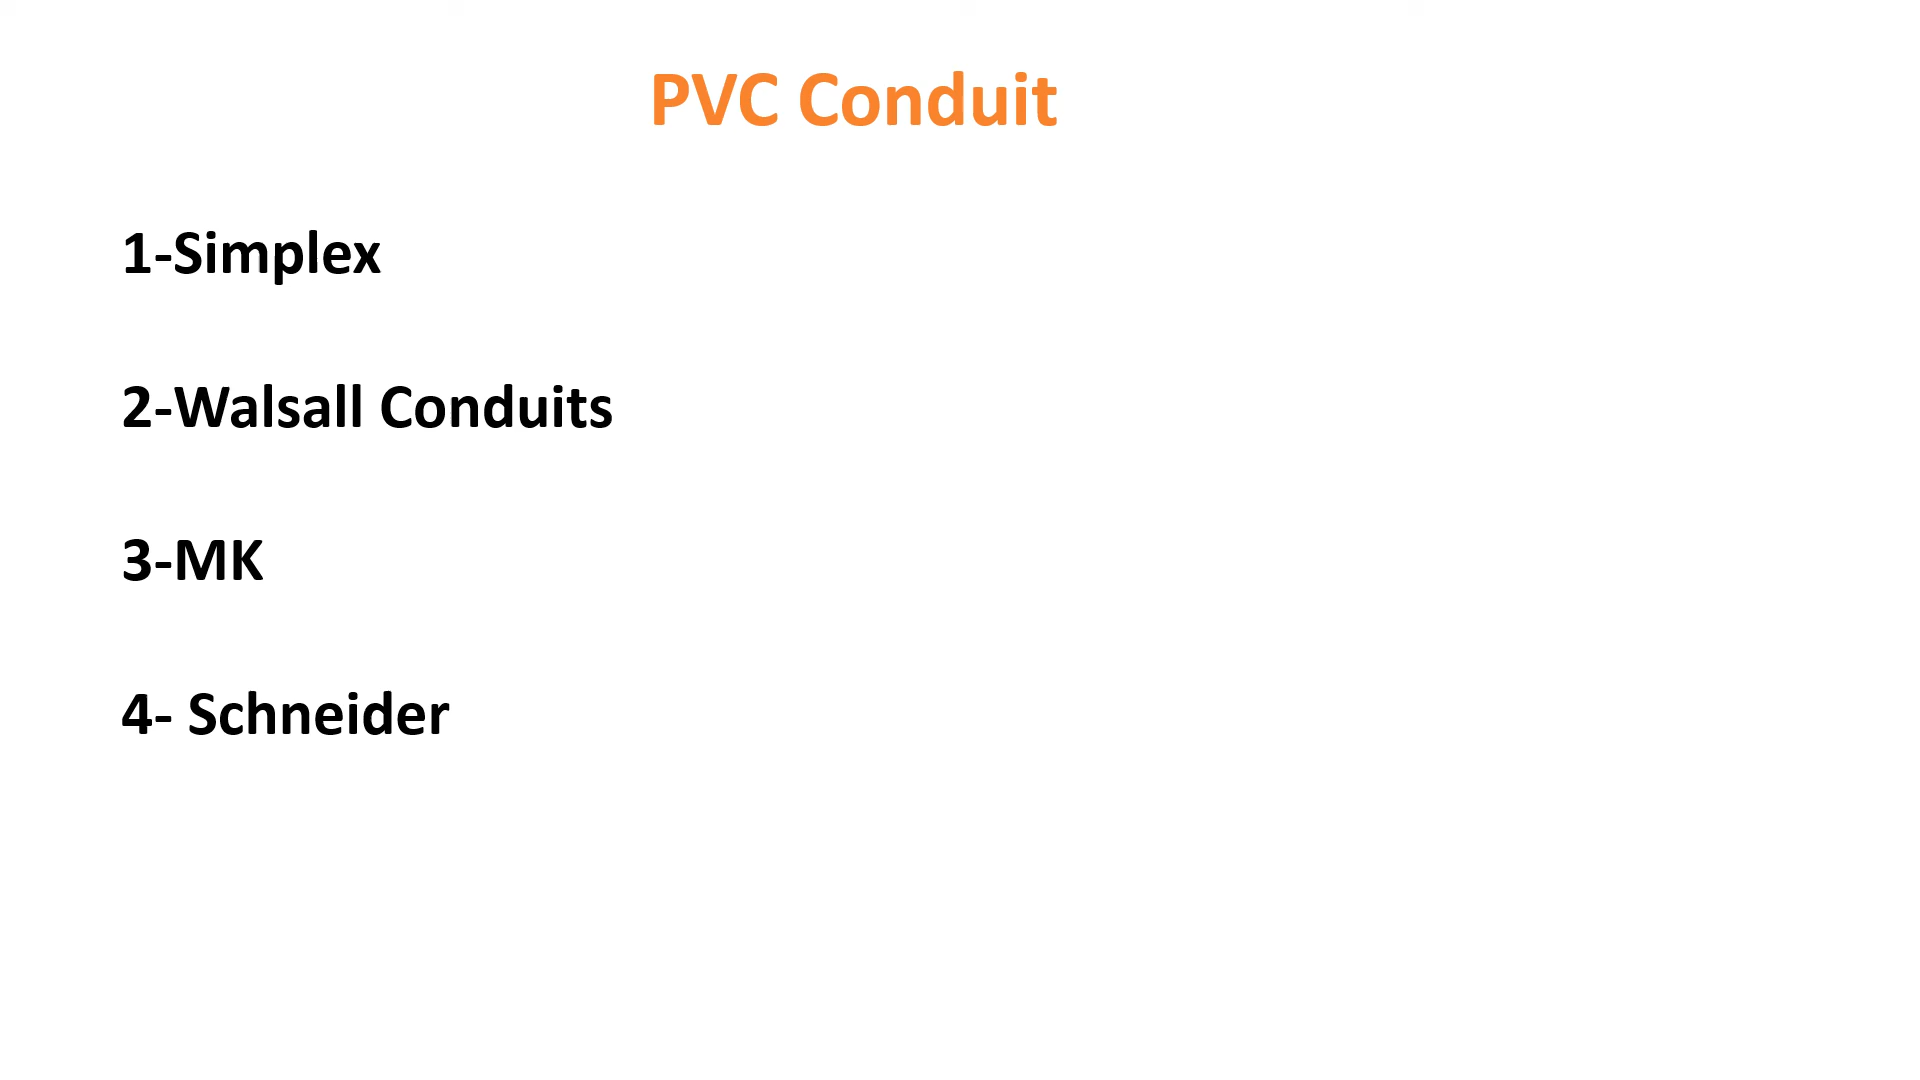 PVC Conduit
1-Simplex
2-Walsall Conduits
3-MK
4- Schneider